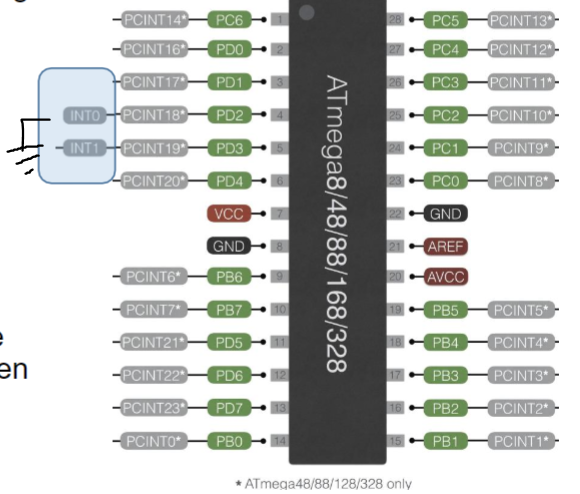 g
PCINT14* PC6 1 28 PC5 PCINT13*
PCINT16* PD0 2 27 PC4 PCINT12*
PCINT17* PD1 3 26 PC3 PCINT11*
INT0 PCINT18* PD2 4 25 PC2 PCINT10*
INT1 PCINT19* PD3 5 24 PC1 PCINT9*
PCINT20* PD4 6 23 PC0 PCINT8*
VCC 7 22 GND
GND 8 21 AREF
PCINT6* PB6 9 20 AVCC
PCINT7* PB7 10 19 PB5 PCINT5*
e PCINT21* PD5 11 18 PB4 PCINT4*
en PCINT22* PD6 12 17 PB3 PCINT3*
PCINT23* PD7 13 16 PB2 PCINT2*
PCINT0* PB0 14 15 PB1 PCINT1*
ATmega8/48/88/168/328
* ATmega48/88/128/328 only